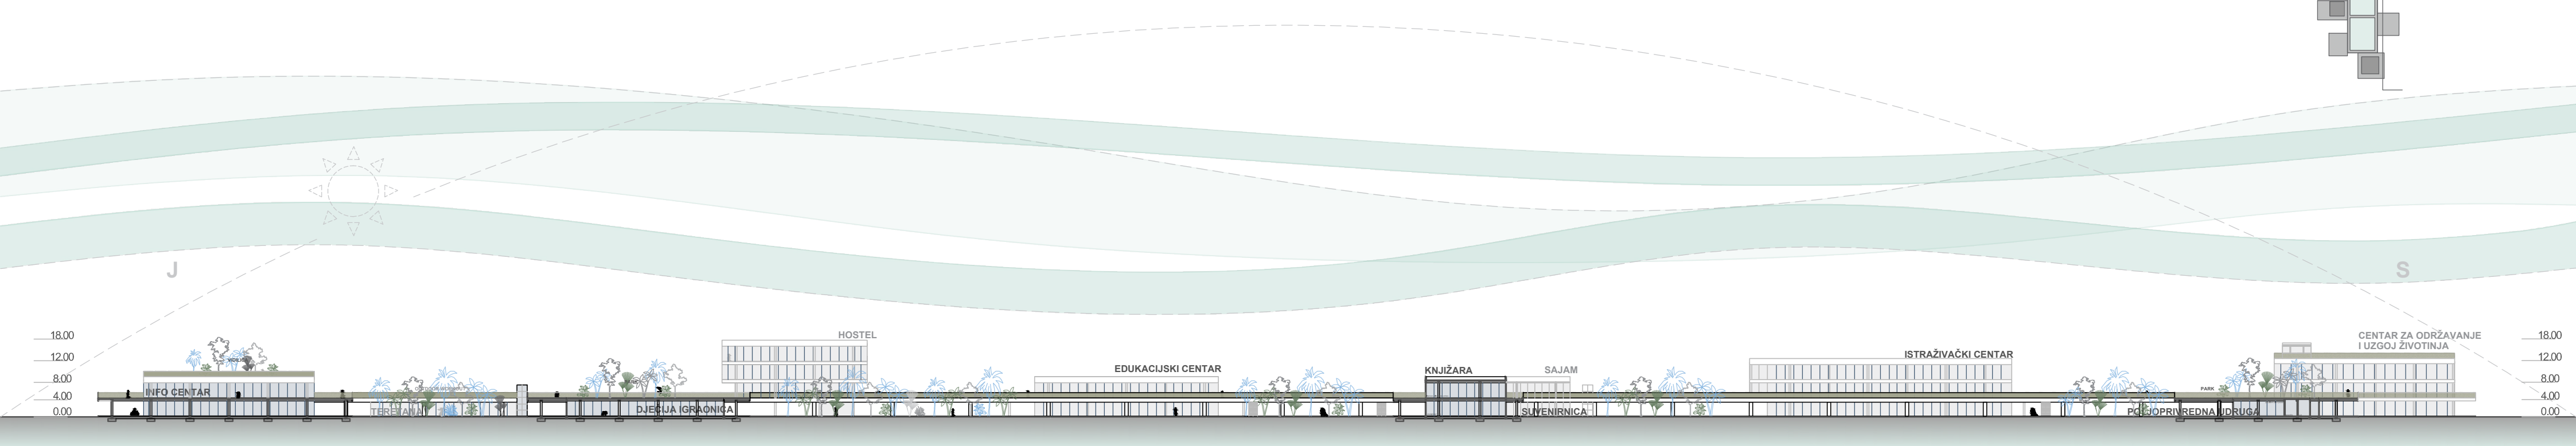 J
S
18.00
12.00
8.00
4.00
0.00
INFO CENTAR
TERETANA
DJEČIJA IGRAONICA
HOSTEL
EDUKACIJSKI CENTAR
KNJIŽARA
SAJAM
SUVENIRNICA
ISTRAŽIVAČKI CENTAR
PARK
POLJOPRIVREDNA UDRUGA
CENTAR ZA ODRŽAVANJE
I UZGOJ ŽIVOTINJA
18.00
12.00
8.00
4.00
0.00